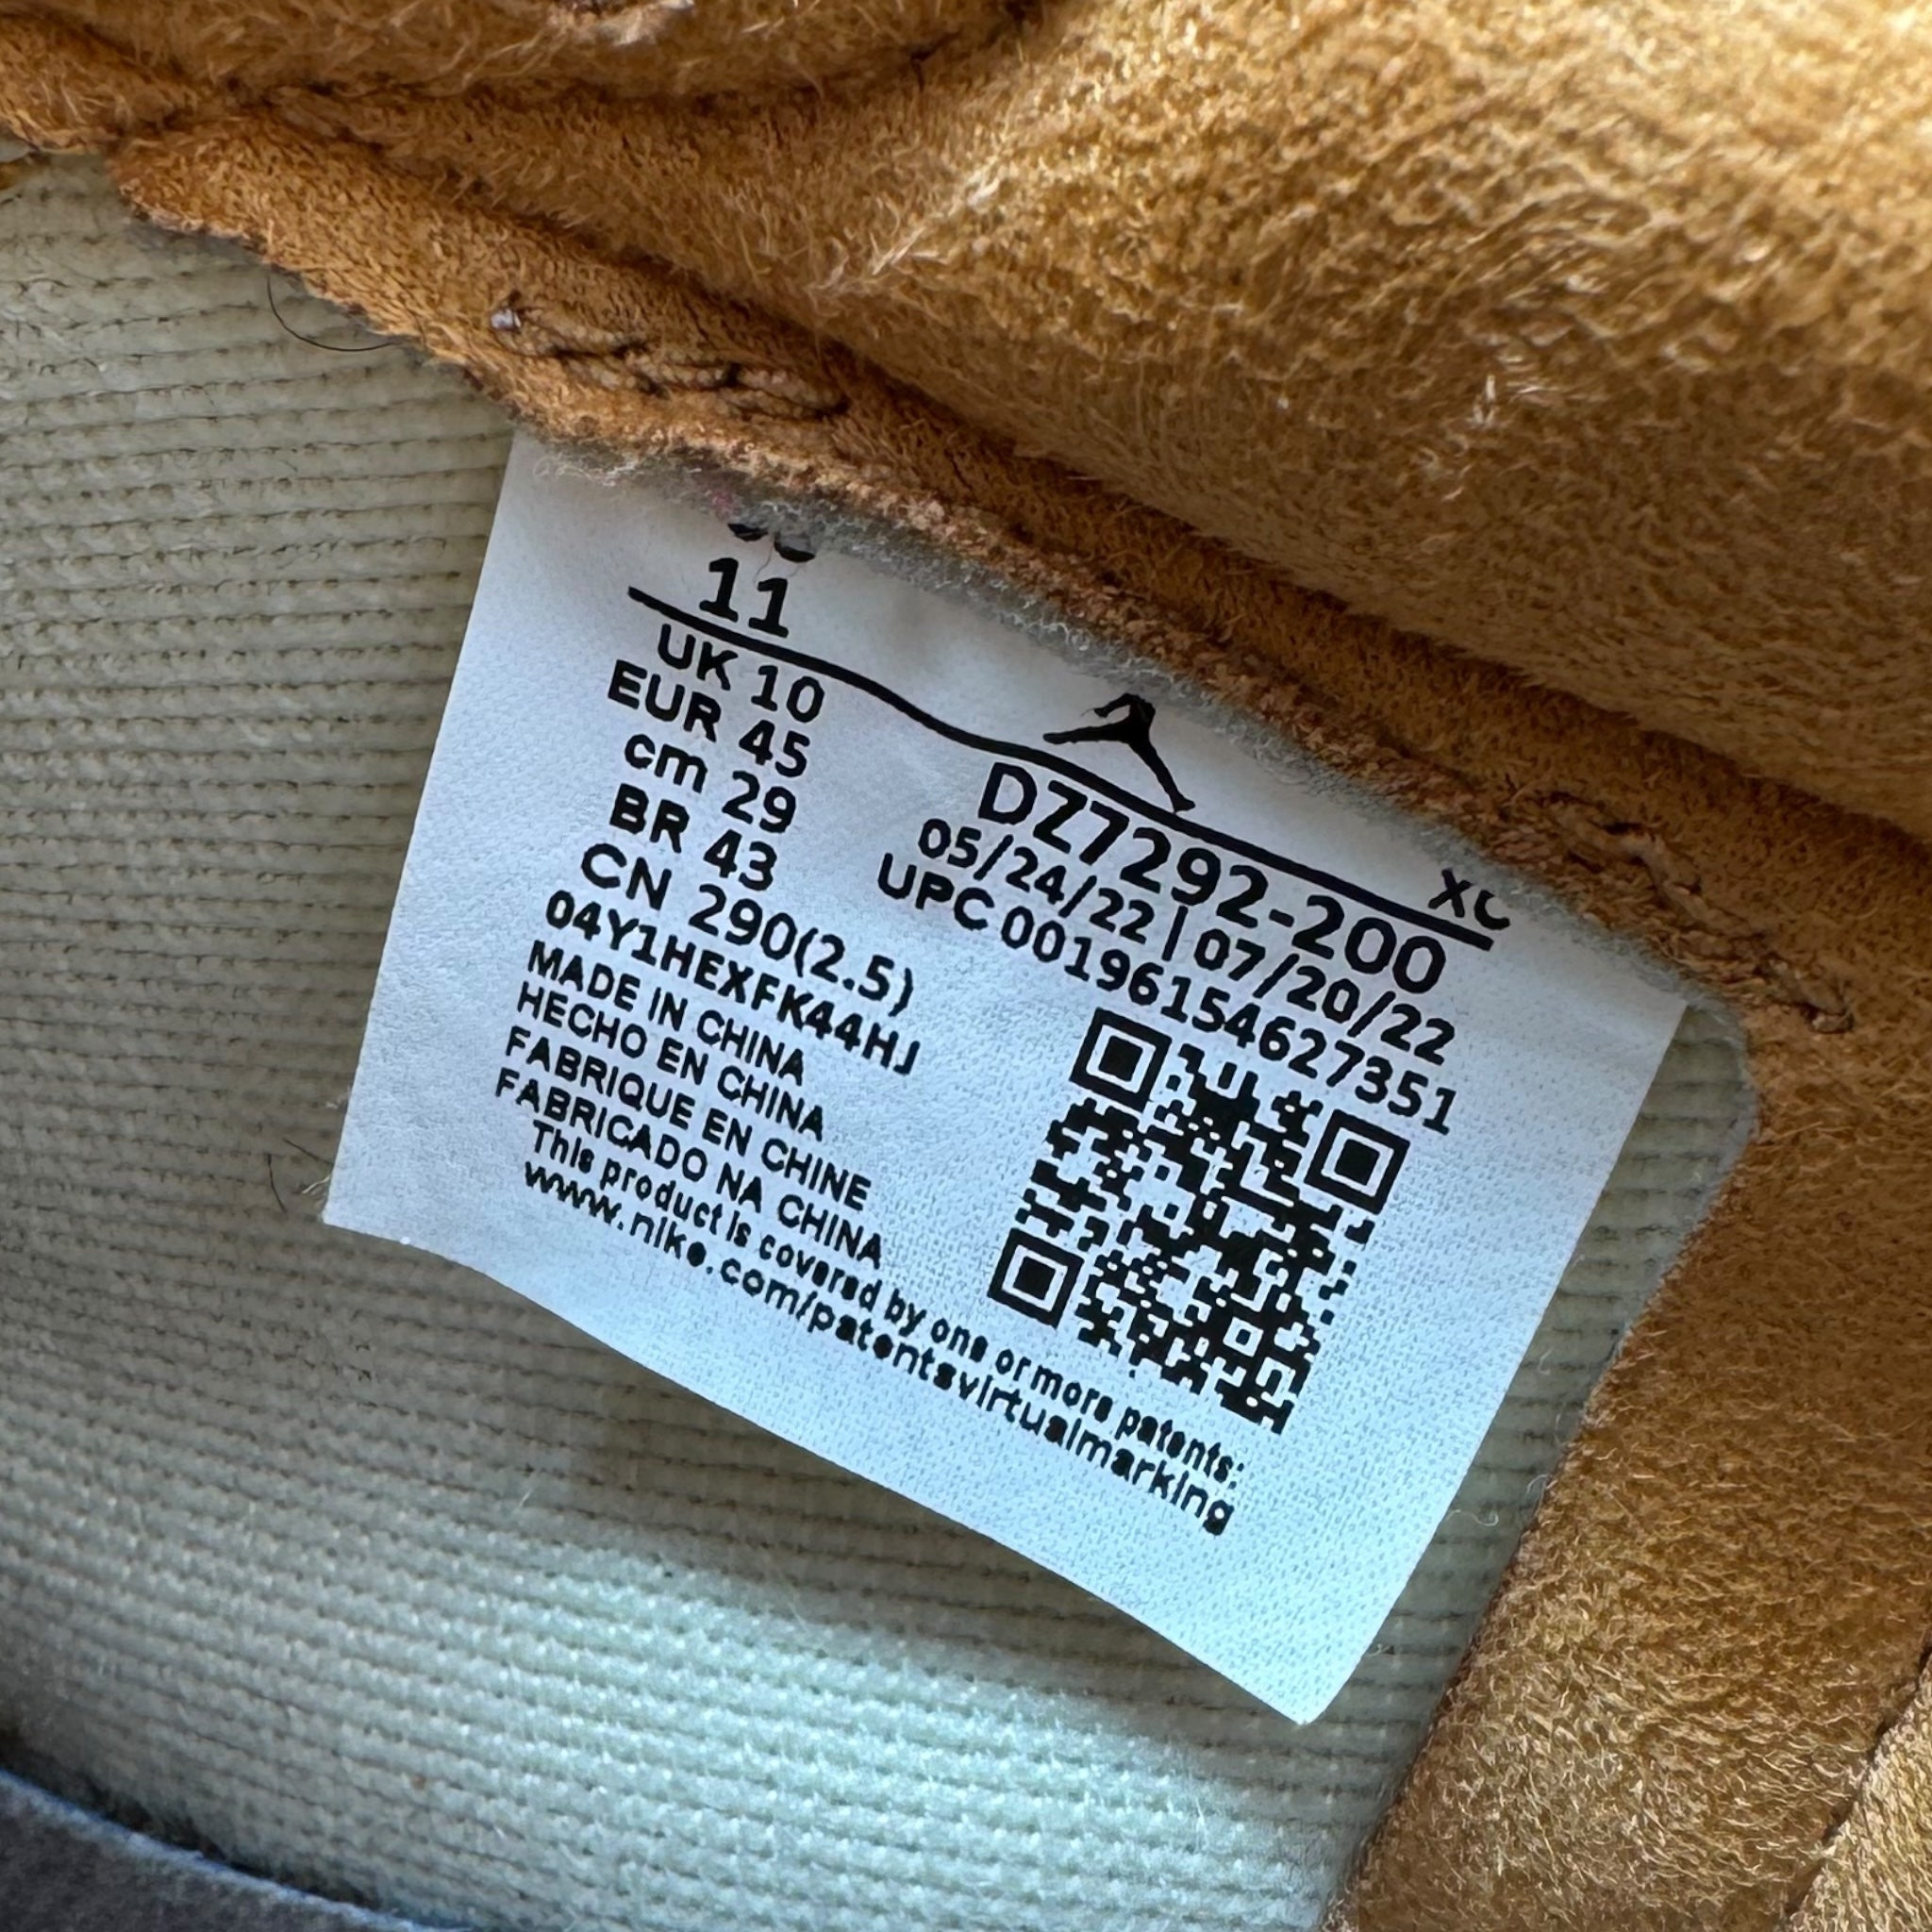 11
UK 10
EUR 45
cm 29
BR 43
CN 290(2.5)
04Y1HEXFK44HJ
MADE IN CHINA
HECHO EN CHINA
FABRIQUE EN CHINE
FABRICADO NA CHINA
XC
DZ7292-200
05/24/22 | 07/20/22
UPC 00196154627351
This product is covered by one or more patents:
www.nike.com/patentsvirtualmarking